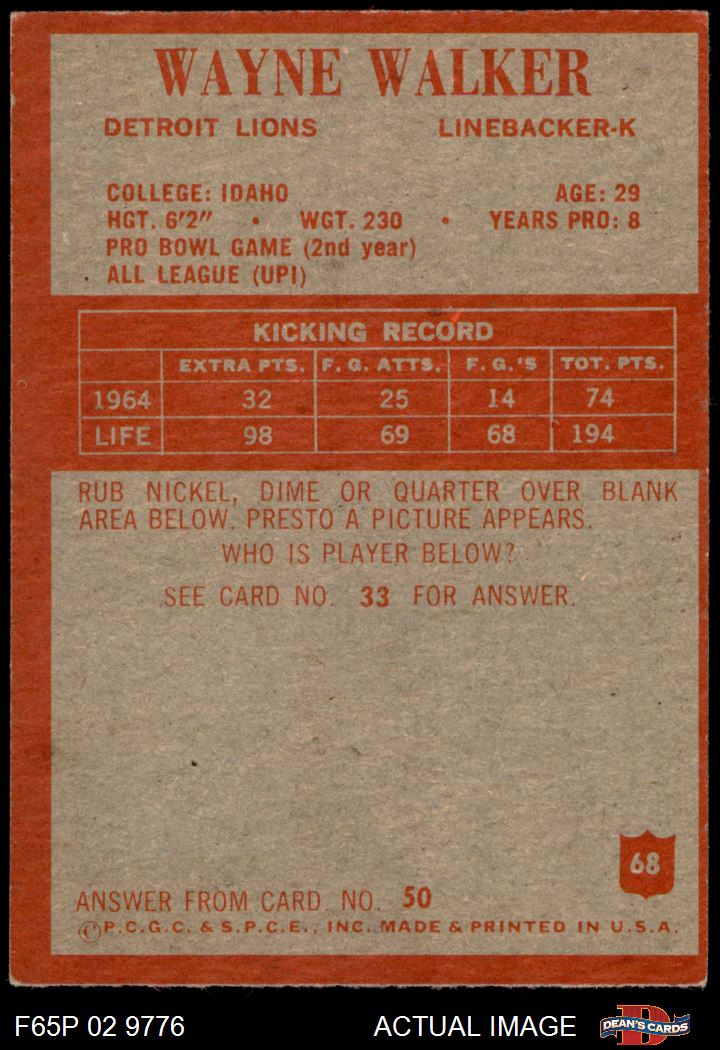 WAYNE WALKER
DETROIT LIONS LINEBACKER-K
COLLEGE: IDAHO AGE: 29
HGT. 6'2" • WGT. 230 • YEARS PRO: 8
PRO BOWL GAME (2nd year)
ALL LEAGUE (UPI)
KICKING RECORD
EXTRA PTS. F. G. ATTS. F. G.'S TOT. PTS.
1964 32 25 14 74
LIFE 98 69 68 194
RUB NICKEL, DIME OR QUARTER OVER BLANK
AREA BELOW. PRESTO A PICTURE APPEARS.
WHO IS PLAYER BELOW?
SEE CARD NO. 33 FOR ANSWER.
68
ANSWER FROM CARD. NO. 50
©P.C.G.C. & S.P.C.E., INC. MADE & PRINTED IN U.S.A.
F65P 02 9776 ACTUAL IMAGE DEAN'S CARDS